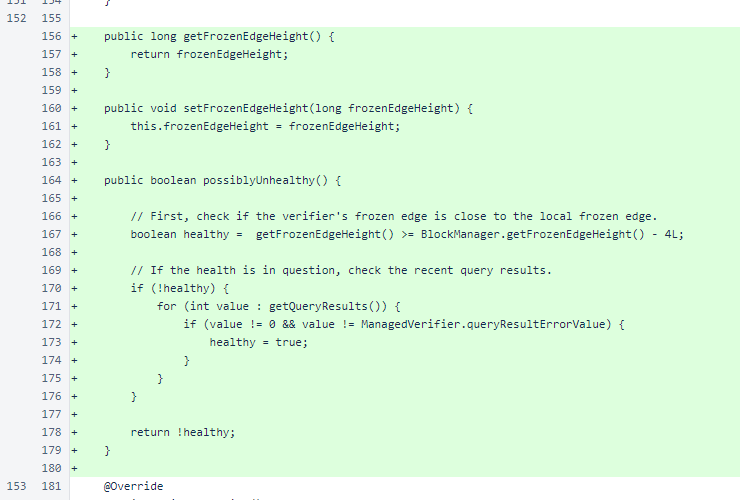 151 154 }
152 155
156 + public long getFrozenEdgeHeight() {
157 + return frozenEdgeHeight;
158 + }
159 +
160 + public void setFrozenEdgeHeight(long frozenEdgeHeight) {
161 + this.frozenEdgeHeight = frozenEdgeHeight;
162 + }
163 +
164 + public boolean possiblyUnhealthy() {
165 +
166 + // First, check if the verifier's frozen edge is close to the local frozen edge.
167 + boolean healthy =  getFrozenEdgeHeight() >= BlockManager.getFrozenEdgeHeight() - 4L;
168 +
169 + // If the health is in question, check the recent query results.
170 + if (!healthy) {
171 + for (int value : getQueryResults()) {
172 + if (value != 0 && value != ManagedVerifier.queryResultErrorValue) {
173 + healthy = true;
174 + }
175 + }
176 + }
177 +
178 + return !healthy;
179 + }
180 +
153 181 @Override